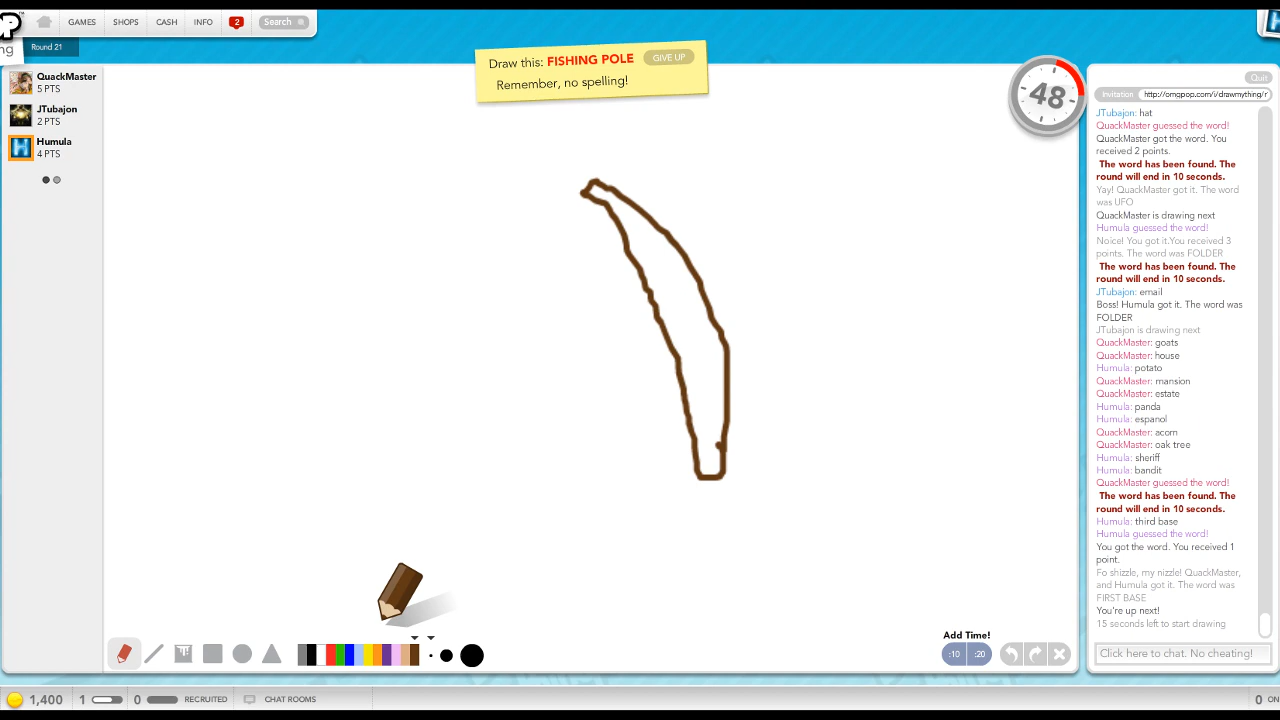 GAMES SHOPS CASH INFO 2 Search
Round 21
QuackMaster
5 PTS
JTubajon
2 PTS
Humula
4 PTS
Draw this: FISHING POLE GIVE UP
Remember, no spelling!
48
Quit
Invitation http://omgpop.com/i/drawmything/r
JTubajon: hat
QuackMaster guessed the word!
QuackMaster got the word. You
received 2 points.
The word has been found. The
round will end in 10 seconds.
Yay! QuackMaster got it. The word
was UFO
QuackMaster is drawing next
Humula guessed the word!
Noice! You got it.You received 3
points. The word was FOLDER
The word has been found. The
round will end in 10 seconds.
JTubajon: email
Boss! Humula got it. The word was
FOLDER
JTubajon is drawing next
QuackMaster: goats
QuackMaster: house
Humula: potato
QuackMaster: mansion
QuackMaster: estate
Humula: panda
Humula: espanol
QuackMaster: acorn
QuackMaster: oak tree
Humula: sheriff
Humula: bandit
QuackMaster guessed the word!
The word has been found. The
round will end in 10 seconds.
Humula: third base
Humula guessed the word!
You got the word. You received 1
point.
Fo shizzle, my nizzle! QuackMaster,
and Humula got it. The word was
FIRST BASE
You're up next!
15 seconds left to start drawing
Click here to chat. No cheating!
Add Time!
:10 :20
1,400 1 0 RECRUITED CHAT ROOMS 0 ON